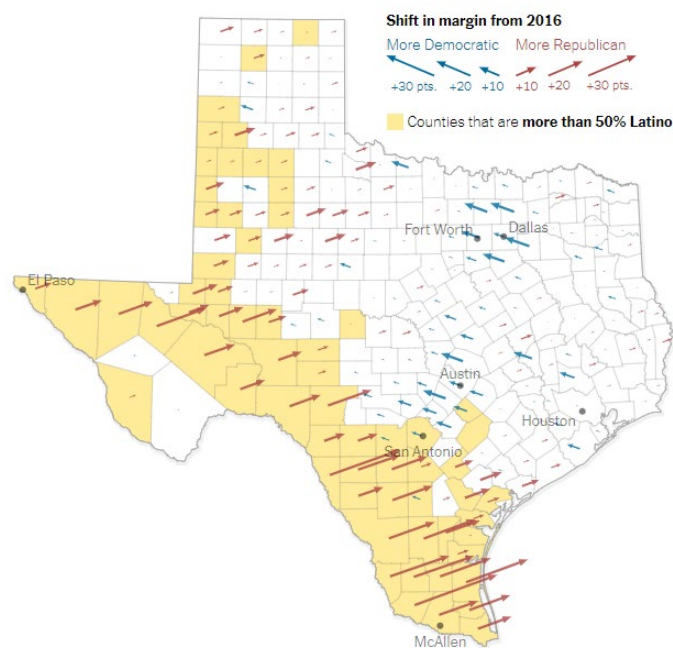 Shift in margin from 2016
More Democratic More Republican
+30 pts. +20 +10 +10 +20 +30 pts.
Counties that are more than 50% Latino
Fort Worth Dallas
El Paso
Austin
Houston
San Antonio
McAllen